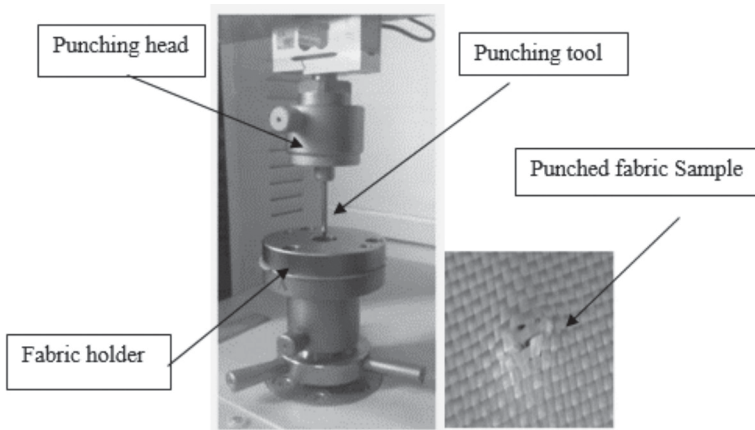 Punching head
Punching tool
Punched fabric Sample
Fabric holder